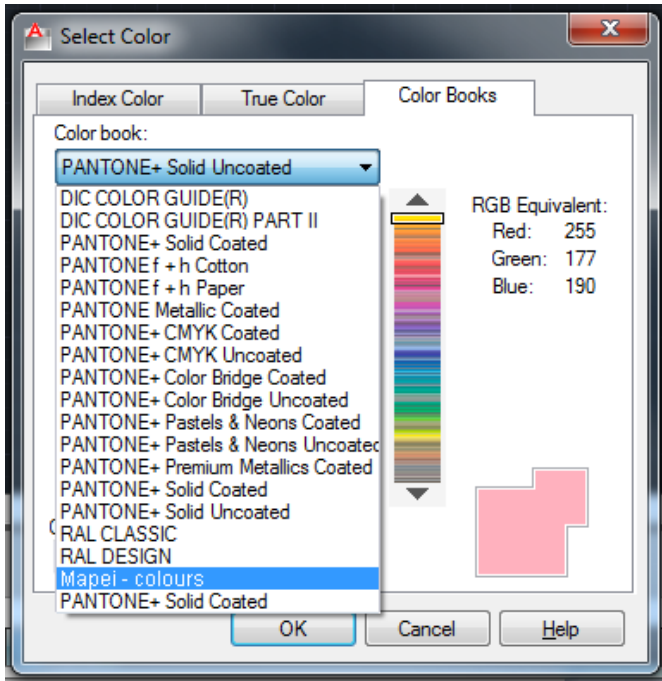 Select Color
Index Color True Color Color Books
Color book:
PANTONE+ Solid Uncoated
DIC COLOR GUIDE(R)
DIC COLOR GUIDE(R) PART II
PANTONE+ Solid Coated
PANTONE f + h Cotton
PANTONE f + h Paper
PANTONE Metallic Coated
PANTONE+ CMYK Coated
PANTONE+ CMYK Uncoated
PANTONE+ Color Bridge Coated
PANTONE+ Color Bridge Uncoated
PANTONE+ Pastels & Neons Coated
PANTONE+ Pastels & Neons Uncoated
PANTONE+ Premium Metallics Coated
PANTONE+ Solid Coated
PANTONE+ Solid Uncoated
RAL CLASSIC
RAL DESIGN
Mapei - colours
PANTONE+ Solid Coated
RGB Equivalent:
Red: 255
Green: 177
Blue: 190
OK Cancel Help